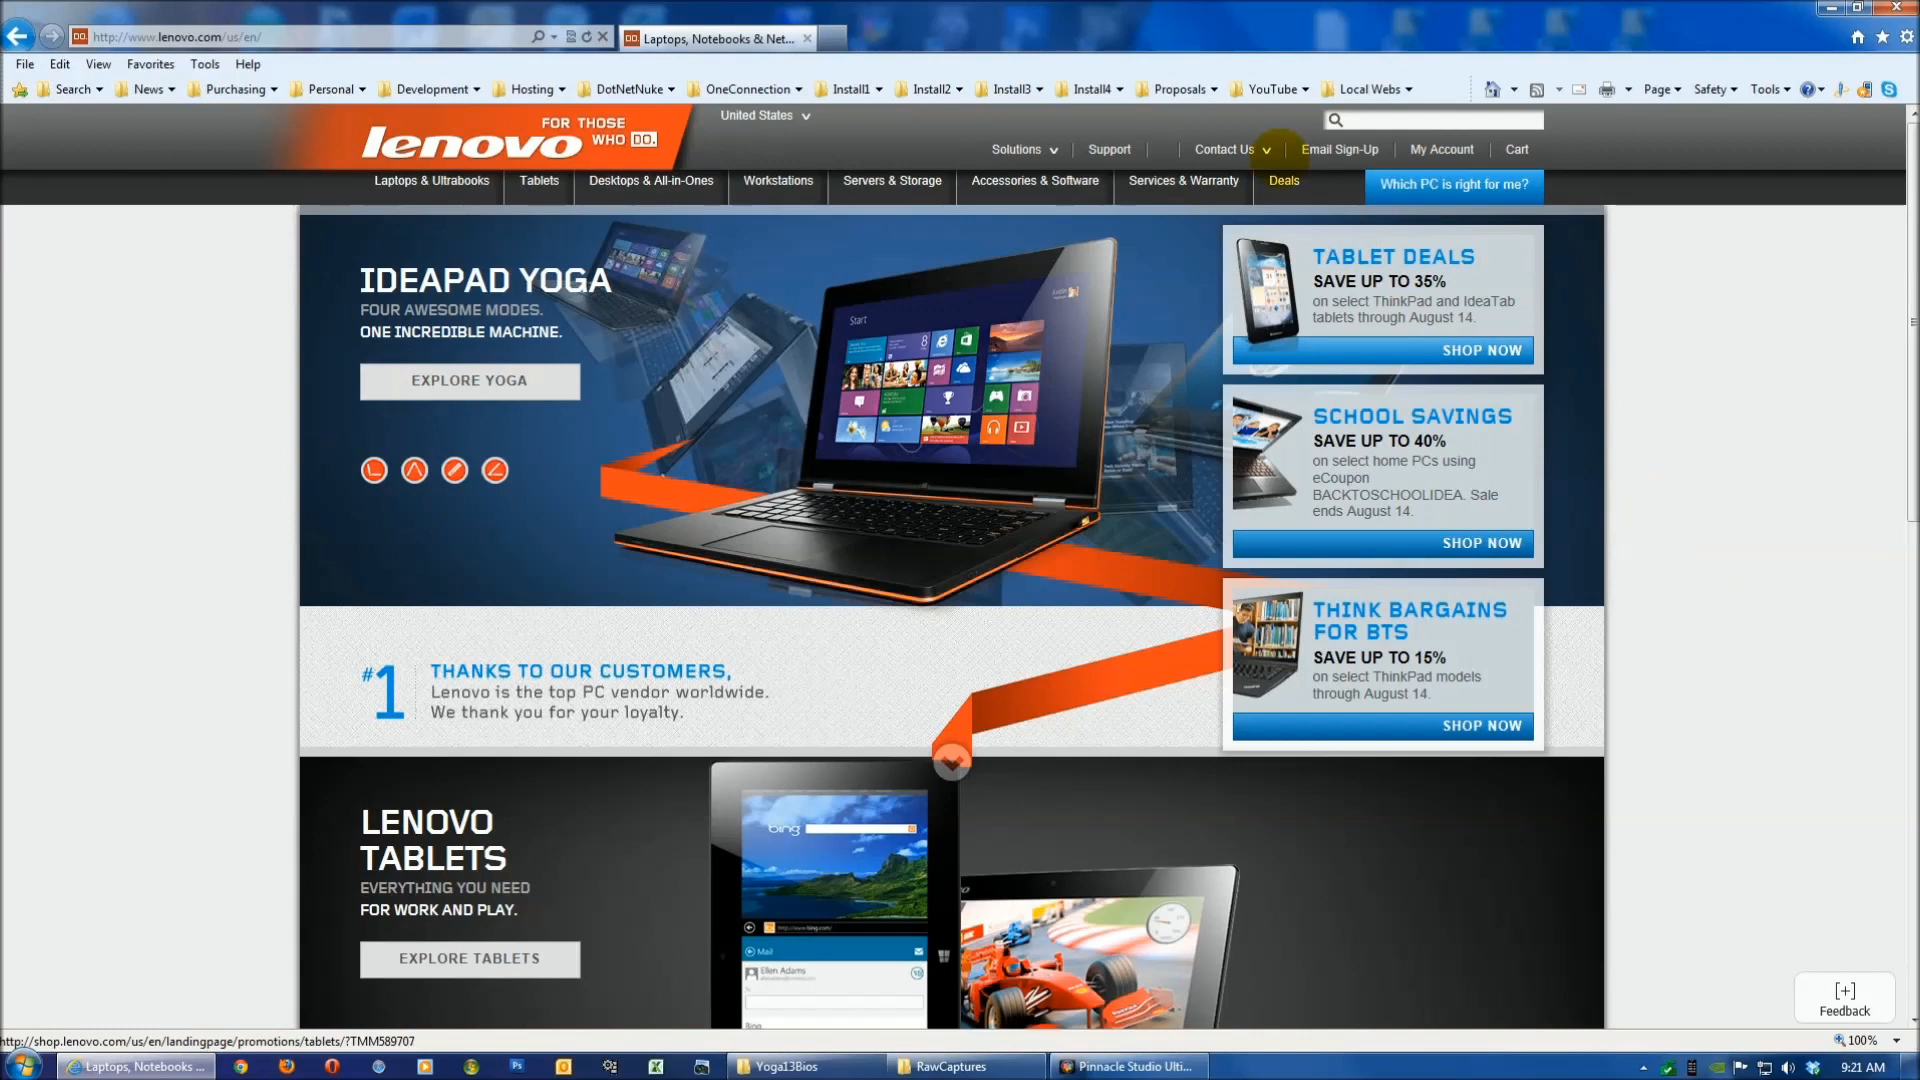 http://www.lenovo.com/us/en/
Laptops, Notebooks & Net...
File Edit View Favorites Tools Help
Search News Purchasing Personal Development Hosting DotNetNuke OneConnection Install1 Install2 Install3 Install4 Proposals YouTube Local Webs
Page Safety Tools
lenovo FOR THOSE
WHO DO.
United States
Solutions Support Contact Us Email Sign-Up My Account Cart
Laptops & Ultrabooks Tablets Desktops & All-in-Ones Workstations Servers & Storage Accessories & Software Services & Warranty Deals Which PC is right for me?
IDEAPAD YOGA
FOUR AWESOME MODES.
ONE INCREDIBLE MACHINE.
EXPLORE YOGA
Start
TABLET DEALS
SAVE UP TO 35%
on select ThinkPad and IdeaTab
tablets through August 14.
SHOP NOW
SCHOOL SAVINGS
SAVE UP TO 40%
on select home PCs using
eCoupon
BACKTOSCHOOLIDEA. Sale
ends August 14.
SHOP NOW
THINK BARGAINS
FOR BTS
SAVE UP TO 15%
on select ThinkPad models
through August 14.
SHOP NOW
#1
THANKS TO OUR CUSTOMERS,
Lenovo is the top PC vendor worldwide.
We thank you for your loyalty.
LENOVO
TABLETS
EVERYTHING YOU NEED
FOR WORK AND PLAY.
EXPLORE TABLETS
bing
Mail
Ellen Adams
[+]
Feedback
http://shop.lenovo.com/us/en/landingpage/promotions/tablets/?TMM589707
100%
Laptops, Notebooks ...
Yoga13Bios
RawCaptures
Pinnacle Studio Ulti...
9:21 AM